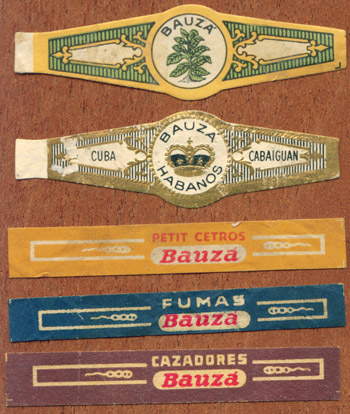 BAUZÁ
BAUZA
CUBA
CABAIGUAN
HABANOS
PETIT CETROS
Bauzá
FUMAS
Bauzá
CAZADORES
Bauzá